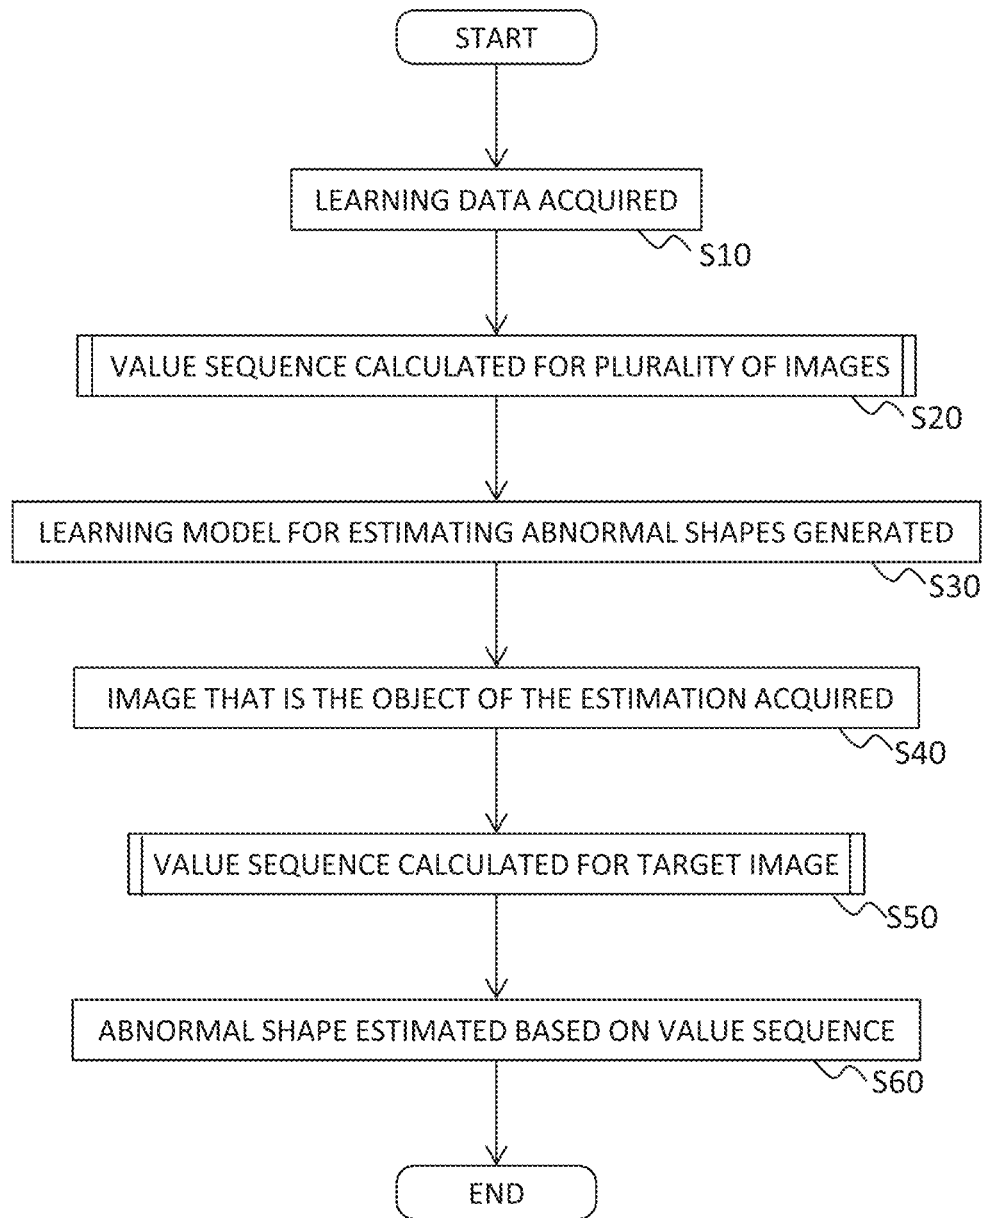 START
LEARNING DATA ACQUIRED
S10
VALUE SEQUENCE CALCULATED FOR PLURALITY OF IMAGES
S20
LEARNING MODEL FOR ESTIMATING ABNORMAL SHAPES GENERATED
S30
IMAGE THAT IS THE OBJECT OF THE ESTIMATION ACQUIRED
S40
VALUE SEQUENCE CALCULATED FOR TARGET IMAGE
S50
ABNORMAL SHAPE ESTIMATED BASED ON VALUE SEQUENCE
S60
END